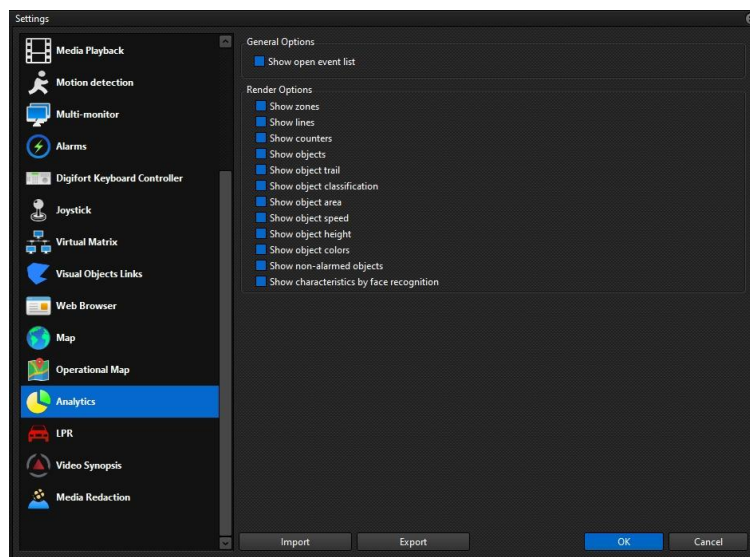 Settings
Media Playback
Motion detection
Multi-monitor
Alarms
Digifort Keyboard Controller
Joystick
Virtual Matrix
Visual Objects Links
Web Browser
Map
Operational Map
Analytics
LPR
Video Synopsis
Media Redaction
General Options
Show open event list
Render Options
Show zones
Show lines
Show counters
Show objects
Show object trail
Show object classification
Show object area
Show object speed
Show object height
Show object colors
Show non-alarmed objects
Show characteristics by face recognition
Import Export OK Cancel